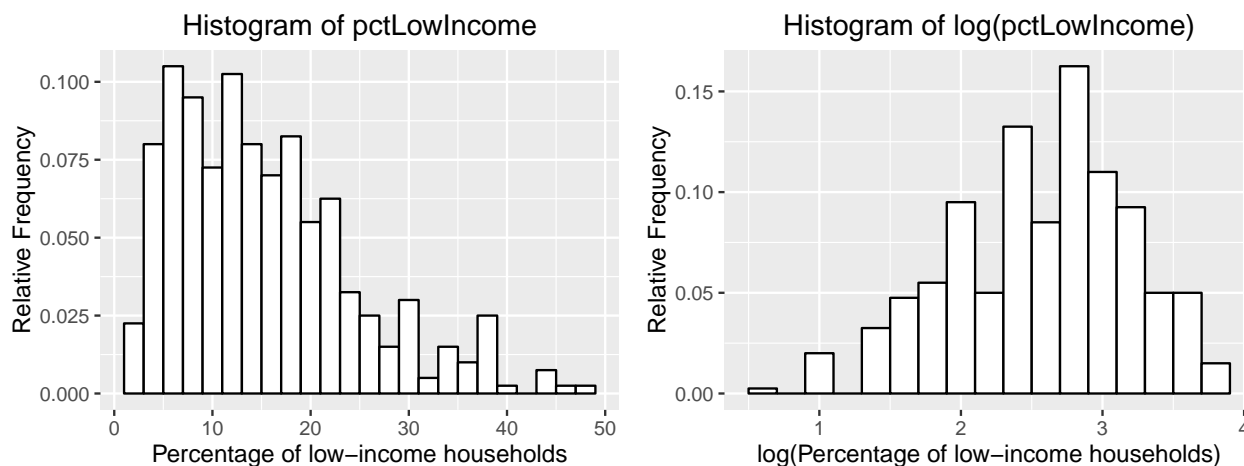 Histogram of pctLowIncome
0.100
0.075
0.050
0.025
0.000
Relative Frequency
0 10 20 30 40 50
Percentage of low−income households
Histogram of log(pctLowIncome)
0.15
0.10
0.05
0.00
Relative Frequency
1 2 3 4
log(Percentage of low−income households)